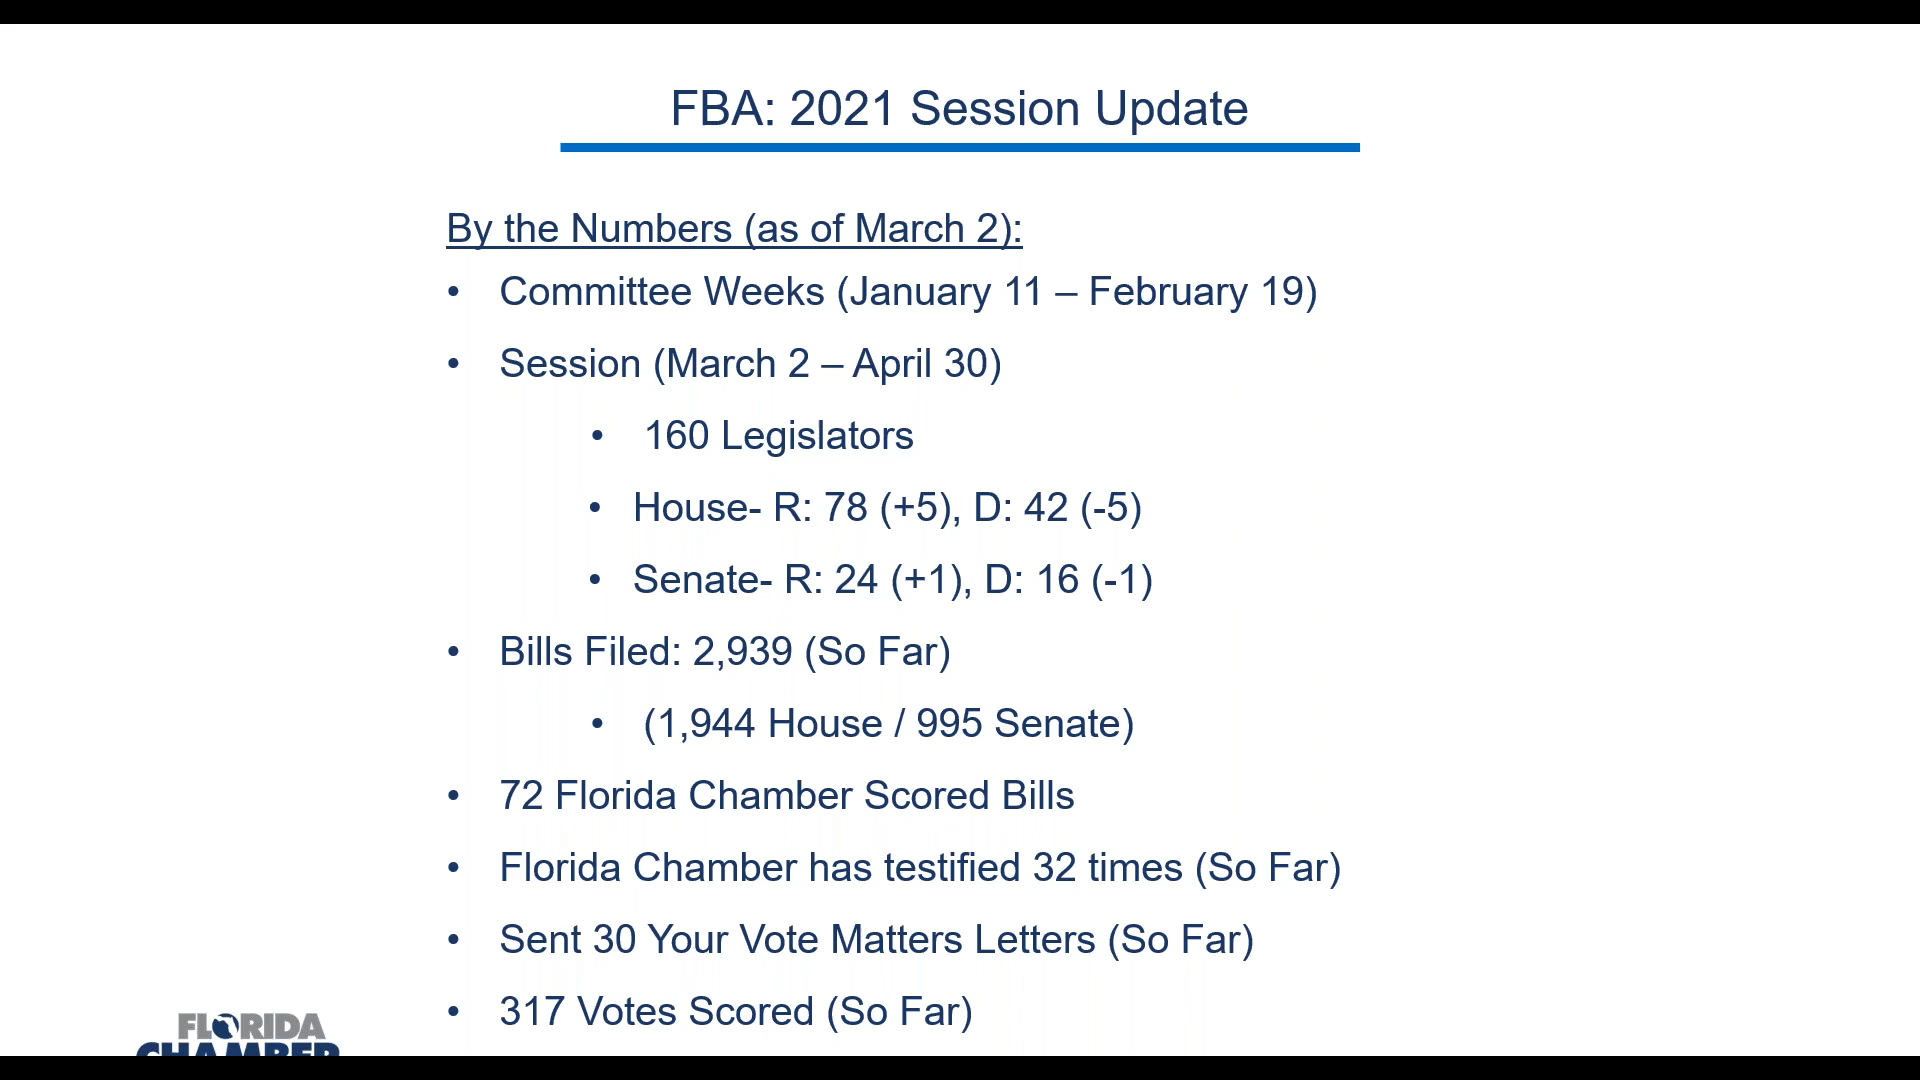 FBA: 2021 Session Update
By the Numbers (as of March 2):
• Committee Weeks (January 11 – February 19)
• Session (March 2 – April 30)
• 160 Legislators
• House- R: 78 (+5), D: 42 (-5)
• Senate- R: 24 (+1), D: 16 (-1)
• Bills Filed: 2,939 (So Far)
• (1,944 House / 995 Senate)
• 72 Florida Chamber Scored Bills
• Florida Chamber has testified 32 times (So Far)
• Sent 30 Your Vote Matters Letters (So Far)
• 317 Votes Scored (So Far)
FLORIDA
CHAMBER